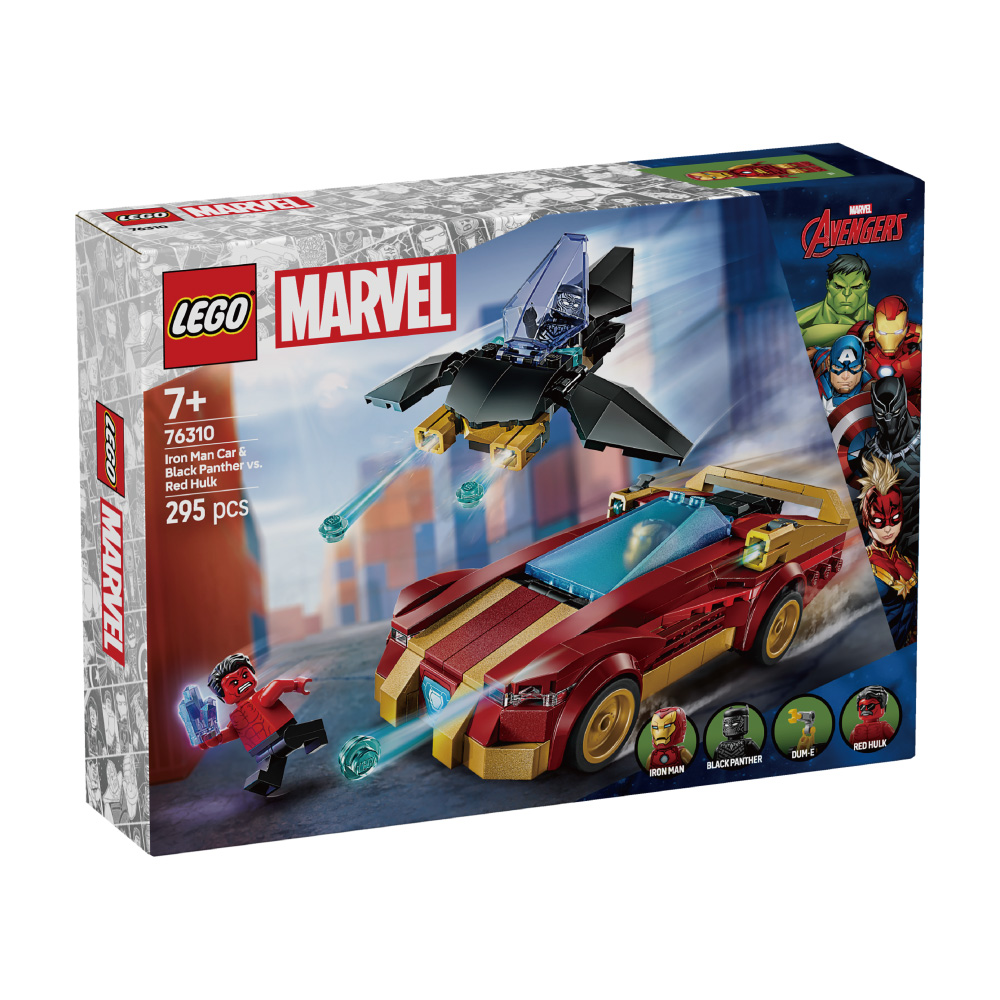 LEGO MARVEL
76310
MARVEL
AVENGERS
LEGO
MARVEL
7+
76310
Iron Man Car &
Black Panther vs.
Red Hulk
295 pcs
LEGO
MARVEL
IRON MAN
BLACK PANTHER
DUM-E
RED HULK